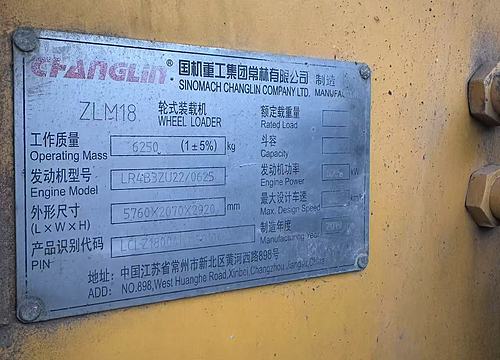 CHANGLIN® 国机重工集团常林有限公司 制造
SINOMACH CHANGLIN COMPANY LTD. MANUFA
ZLM18 轮式装载机
WHEEL LOADER
工作质量 6250 (1±5%) kg
Operating Mass
发动机型号 LR4B3ZU22/0625
Engine Model
外形尺寸 5760×2070×2920 mm
(L×W×H)
产品识别代码
PIN
额定载重量
Rated Load
斗容
Capacity
发动机功率
Engine Power
最大设计车速
Max. Design Speed
制造年度
Manufacturing Year
地址: 中国江苏省常州市新北区黄河西路898号
ADD: NO.898,West Huanghe Road,Xinbei,Changzhou,Jiangsu,China